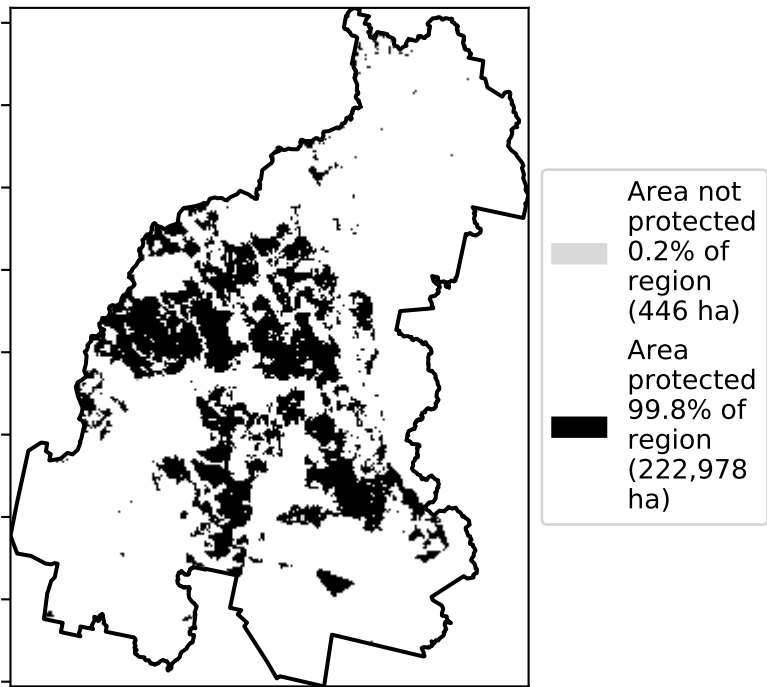 Area not
protected
0.2% of
region
(446 ha)
Area
protected
99.8% of
region
(222,978
ha)